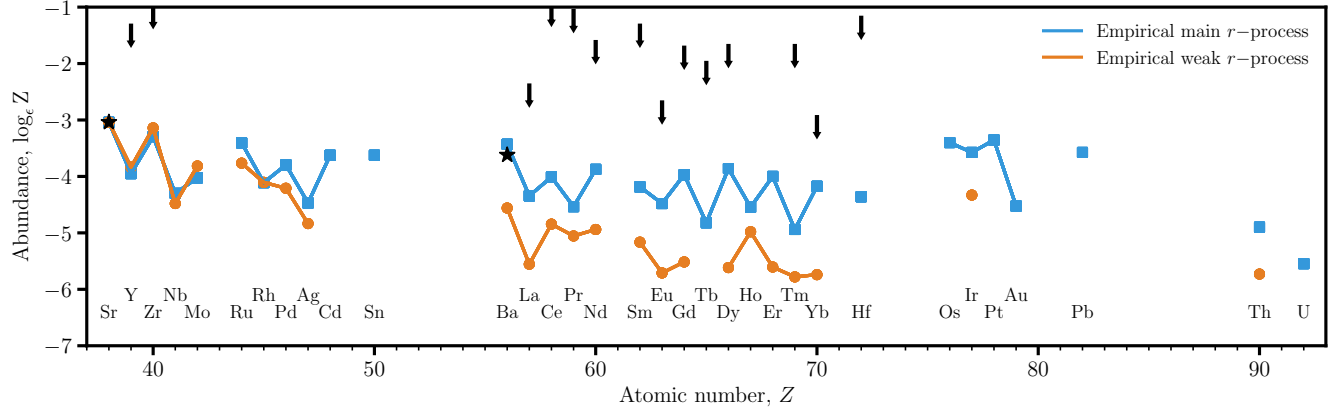 −1
−2
−3
−4
−5
−6
−7
Abundance, log_ϵ Z
Empirical main r−process
Empirical weak r−process
Y Nb Rh Ag La Pr Eu Tb Ho Tm Ir Au
Sr Zr Mo Ru Pd Cd Sn Ba Ce Nd Sm Gd Dy Er Yb Hf Os Pt Pb Th U
40 50 60 70 80 90
Atomic number, Z